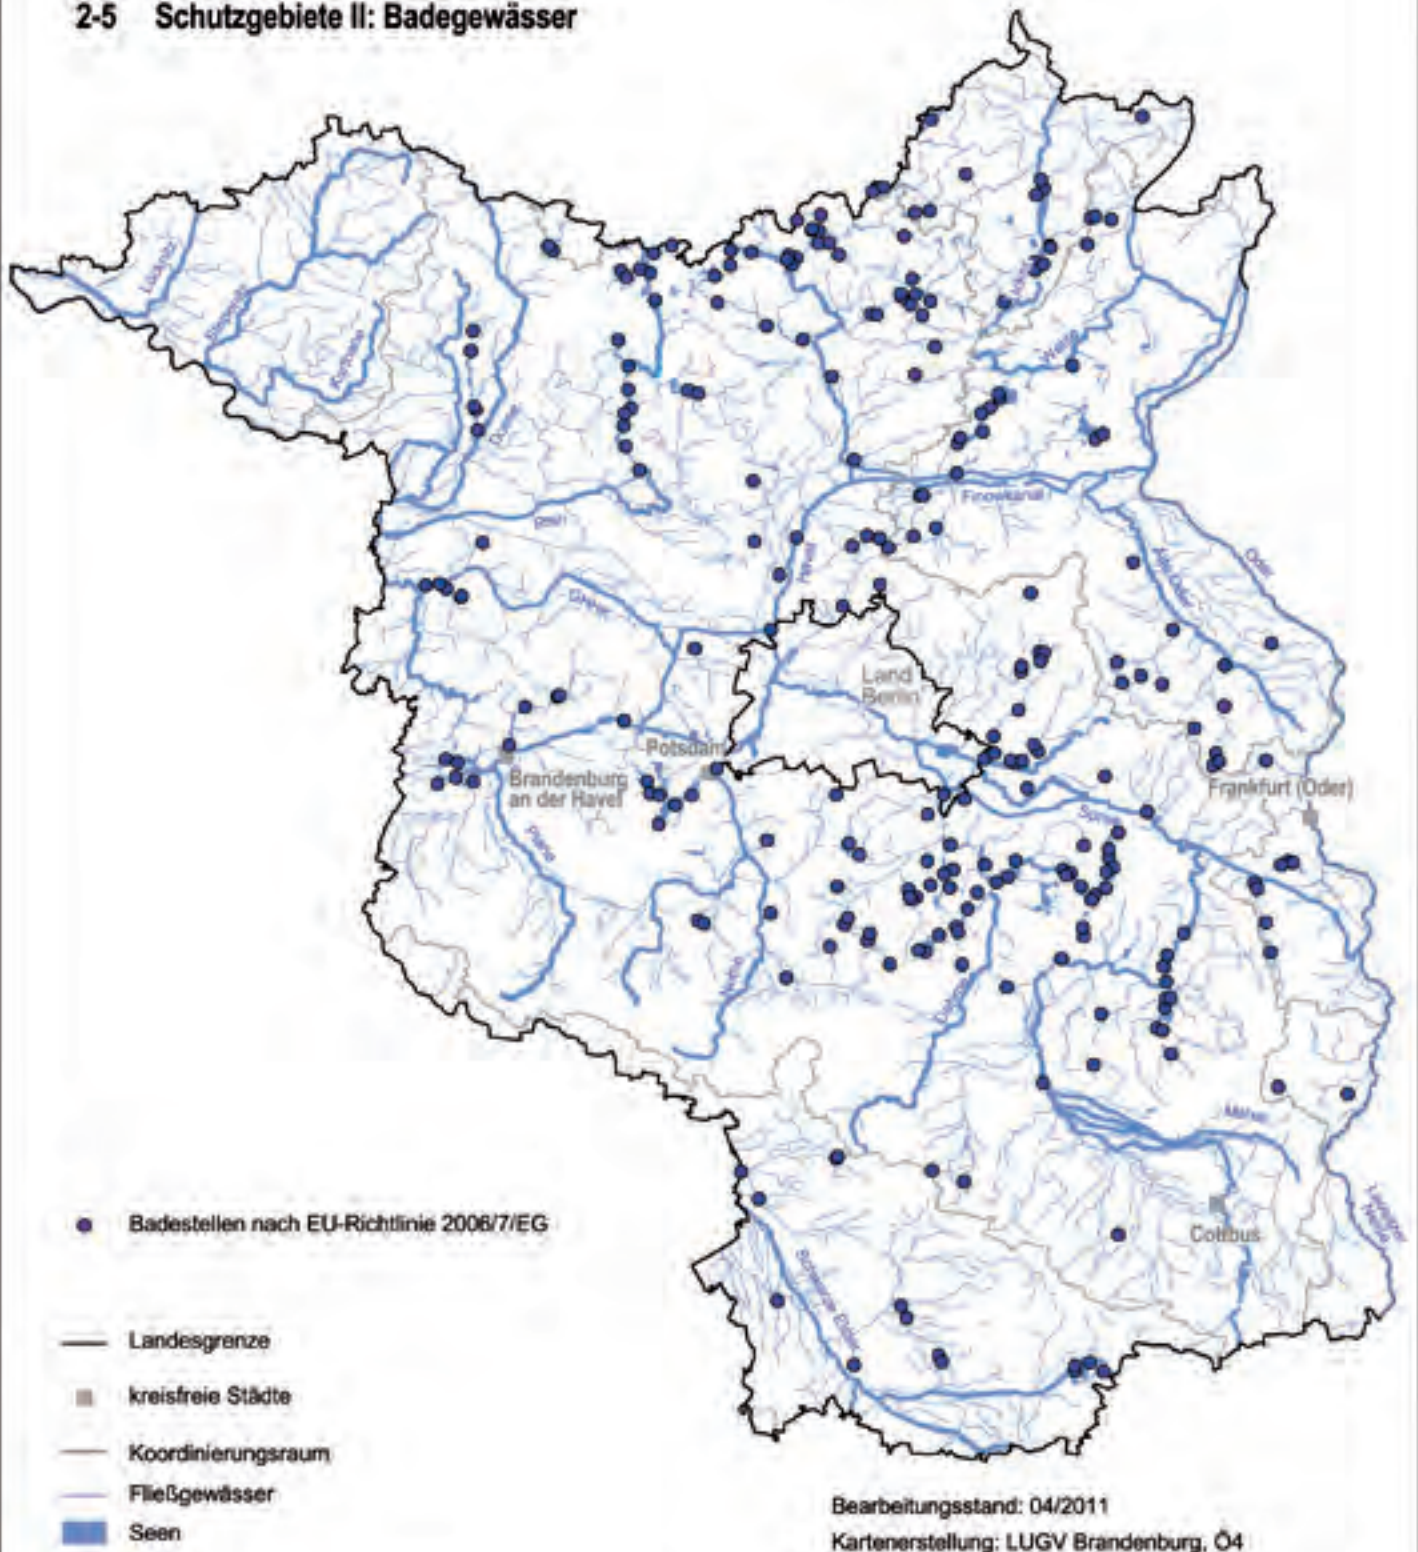 2-5 Schutzgebiete II: Badegewässer
Löcknitz
Stepenitz
Karthane
Dosse
Rhin
Welse
Finowkanal
Havel
Alte Oder
Oder
Land
Berlin
Potsdam
Brandenburg
an der Havel
Plane
Nuthe
Dahme
Spree
Frankfurt (Oder)
Malxe
Cottbus
Lausitzer
Neiße
Schwarze Elster
Badestellen nach EU-Richtlinie 2006/7/EG
Landesgrenze
kreisfreie Städte
Koordinierungsraum
Fließgewässer
Seen
Bearbeitungsstand: 04/2011
Kartenerstellung: LUGV Brandenburg, Ö4